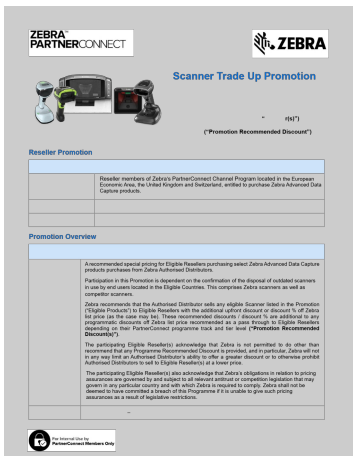 ZEBRA™
PARTNERCONNECT
ZEBRA
Scanner Trade Up Promotion
“ r(s)”)
(“Promotion Recommended Discount”)
Reseller Promotion
Reseller members of Zebra's PartnerConnect Channel Program located in the European
Economic Area, the United Kingdom and Switzerland, entitled to purchase Zebra Advanced Data
Capture products.
Promotion Overview
A recommended special pricing for Eligible Resellers purchasing select Zebra Advanced Data Capture
products purchases from Zebra Authorised Distributors.
Participation in this Promotion is dependent on the confirmation of the disposal of outdated scanners
in use by end users located in the Eligible Countries. This comprises Zebra scanners as well as
competitor scanners.
Zebra recommends that the Authorised Distributor sells any eligible Scanner listed in the Promotion
("Eligible Products") to Eligible Resellers with the additional upfront discount or discount % off Zebra
list price (as the case may be). These recommended discounts / discount % are additional to any
programmatic discounts off Zebra list price recommended as a pass through to Eligible Resellers
depending on their PartnerConnect programme track and tier level ("Promotion Recommended
Discount(s)").
The participating Eligible Reseller(s) acknowledge that Zebra is not permitted to do other than
recommend that any Programme Recommended Discount is provided, and in particular, Zebra will not
in any way limit an Authorised Distributor's ability to offer a greater discount or to otherwise prohibit
Authorised Distributors to sell to Eligible Reseller(s) at a lower price.
The participating Eligible Reseller(s) also acknowledge that Zebra's obligations in relation to pricing
assurances are governed by and subject to all relevant antitrust or competition legislation that may
govern in any particular country and with which Zebra is required to comply. Zebra shall not be
deemed to have committed a breach of this Programme if it is unable to give such pricing
assurances as a result of legislative restrictions.
–
For Internal Use by
PartnerConnect Members Only